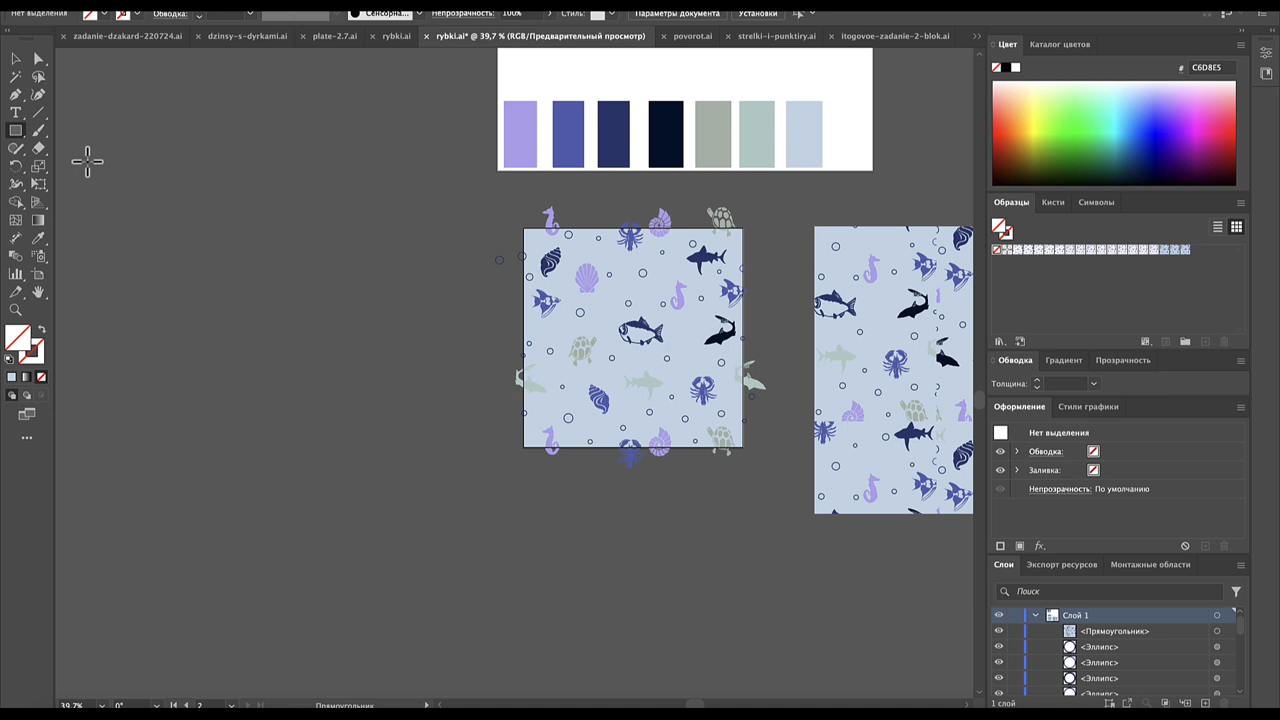 Нет выделения Обводка: Сенсорна... Непрозрачность: 100% Стиль: Параметры документа Установки
zadanie-dzakard-220724.ai dzinsy-s-dyrkami.ai plate-2.7.ai rybki.ai rybki.ai* @ 39,7 % (RGB/Предварительный просмотр) povorot.ai strelki-i-punktiry.ai itogovoe-zadanie-2-blok.ai
Цвет Каталог цветов
# C6D8E5
Образцы Кисти Символы
Обводка Градиент Прозрачность
Толщина:
Оформление Стили графики
Нет выделения
Обводка:
Заливка:
Непрозрачность: По умолчанию
fx.
Слои Экспорт ресурсов Монтажные области
Поиск
Слой 1
<Прямоугольник>
<Эллипс>
<Эллипс>
<Эллипс>
<Эллипс>
1 слой
39,7% 0° 2 Прямоугольник